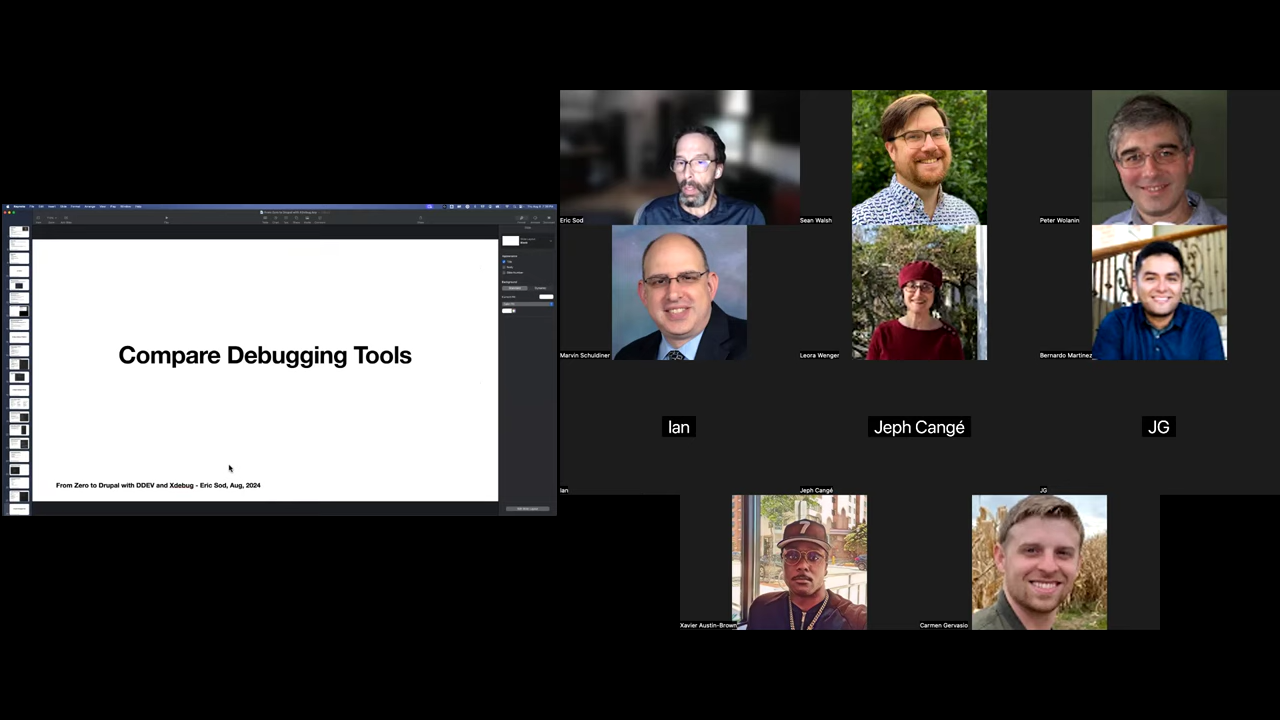 Compare Debugging Tools
From Zero to Drupal with DDEV and Xdebug - Eric Sod, Aug, 2024
Eric Sod
Sean Walsh
Peter Wolanin
Marvin Schuldiner
Leora Wenger
Bernardo Martinez
Ian
Jeph Cangé
JG
Ian
Jeph Cangé
JG
7
Xavier Austin-Brown
Carmen Gervasio